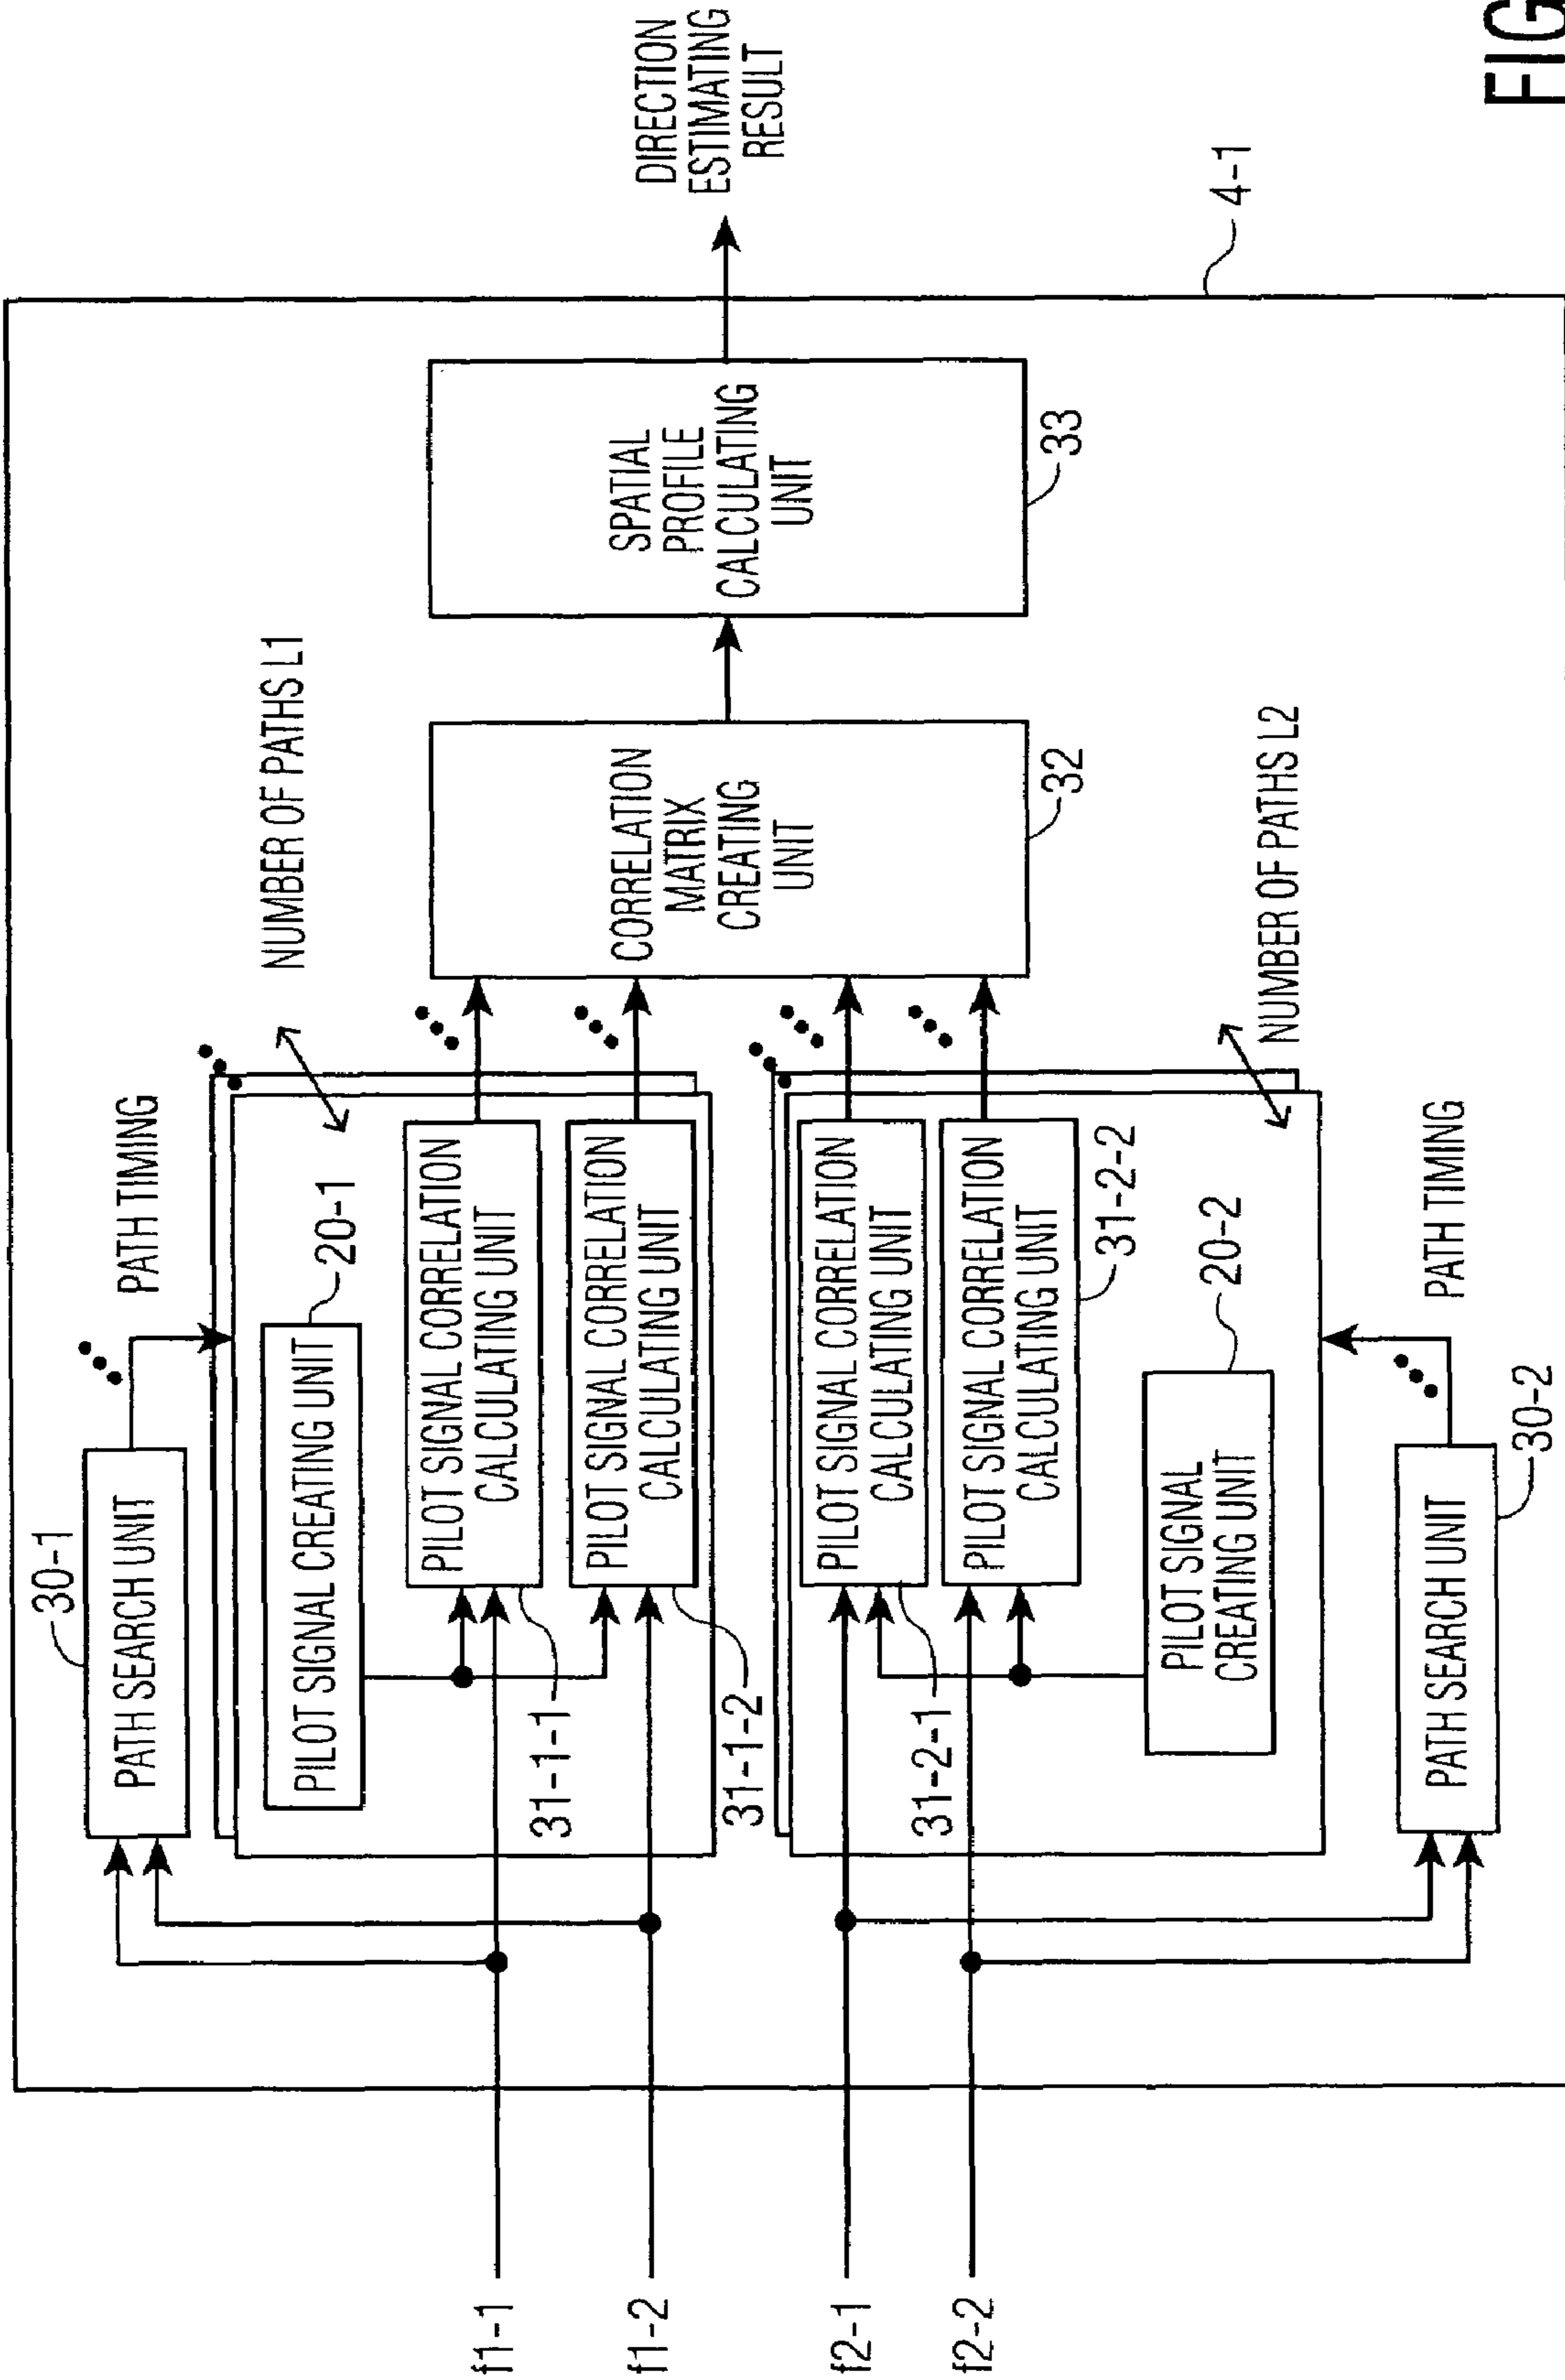 30-1
PATH SEARCH UNIT
PATH TIMING
NUMBER OF PATHS L1
PILOT SIGNAL CREATING UNIT
20-1
f1-1
PILOT SIGNAL CORRELATION
CALCULATING UNIT
31-1-1
f1-2
PILOT SIGNAL CORRELATION
CALCULATING UNIT
31-1-2
CORRELATION
MATRIX
CREATING
UNIT
32
SPATIAL
PROFILE
CALCULATING
UNIT
33
DIRECTION
ESTIMATING
RESULT
f2-1
PILOT SIGNAL CORRELATION
CALCULATING UNIT
31-2-1
f2-2
PILOT SIGNAL CORRELATION
CALCULATING UNIT
31-2-2
PILOT SIGNAL
CREATING UNIT
20-2
NUMBER OF PATHS L2
4-1
PATH SEARCH UNIT
30-2
PATH TIMING
FIG